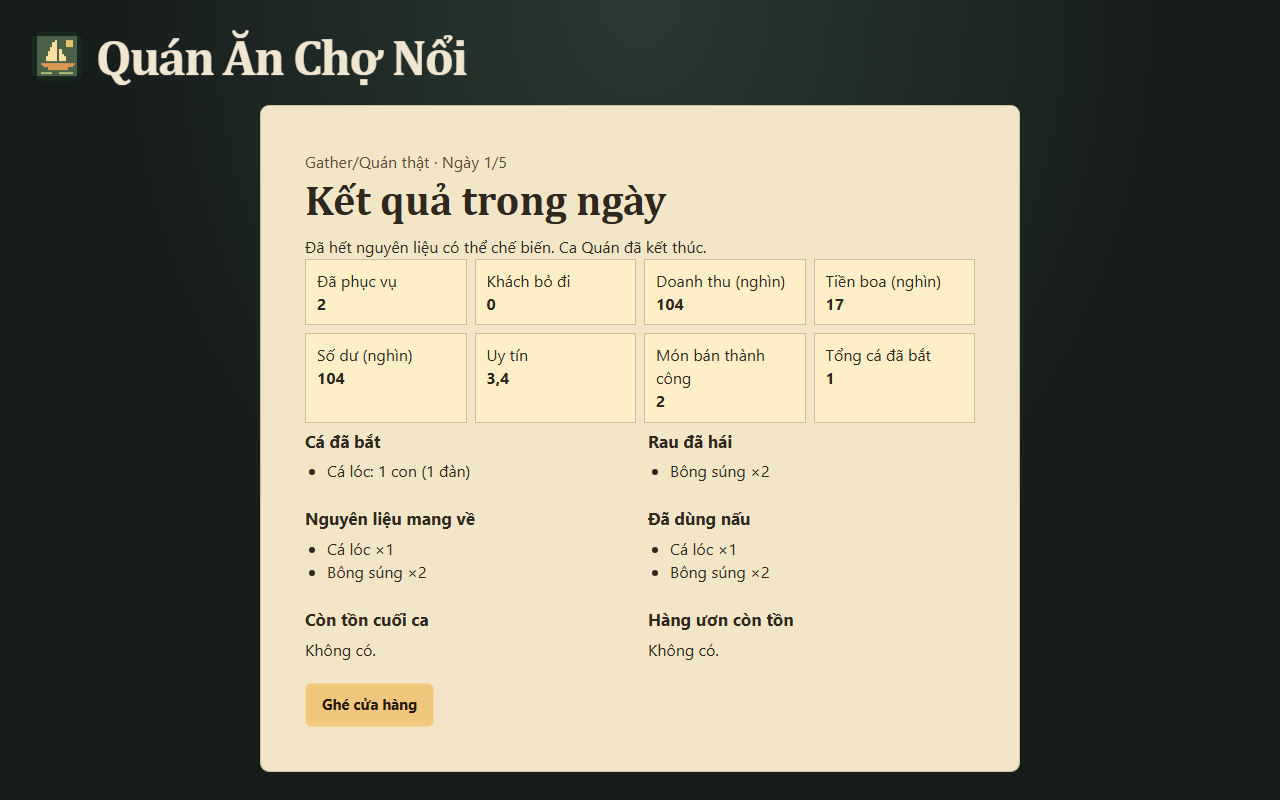 Quán Ăn Chợ Nổi
Gather/Quán thật · Ngày 1/5
Kết quả trong ngày
Đã hết nguyên liệu có thể chế biến. Ca Quán đã kết thúc.
Đã phục vụ
2
Khách bỏ đi
0
Doanh thu (nghìn)
104
Tiền boa (nghìn)
17
Số dư (nghìn)
104
Uy tín
3,4
Món bán thành
công
2
Tổng cá đã bắt
1
Cá đã bắt
• Cá lóc: 1 con (1 đàn)
Rau đã hái
• Bông súng ×2
Nguyên liệu mang về
• Cá lóc ×1
• Bông súng ×2
Đã dùng nấu
• Cá lóc ×1
• Bông súng ×2
Còn tồn cuối ca
Không có.
Hàng ươn còn tồn
Không có.
Ghé cửa hàng